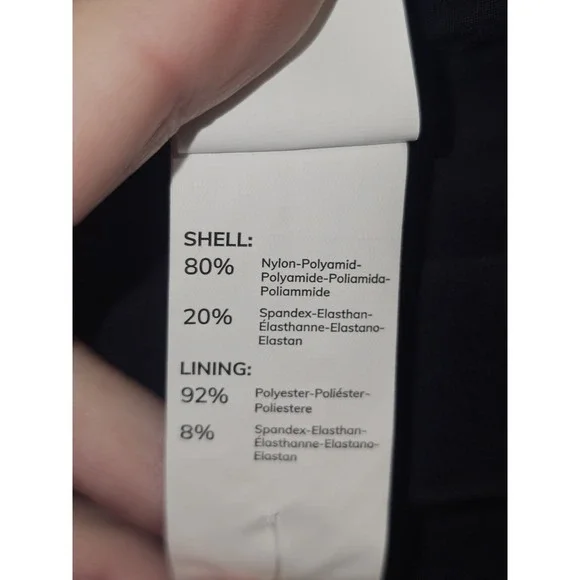 SHELL:
80% Nylon-Polyamid-
Polyamide-Poliamida-
Poliammide
20% Spandex-Elasthan-
Élasthanne-Elastano-
Elastan
LINING:
92% Polyester-Poliéster-
Poliestere
8% Spandex-Elasthan-
Élasthanne-Elastano-
Elastan